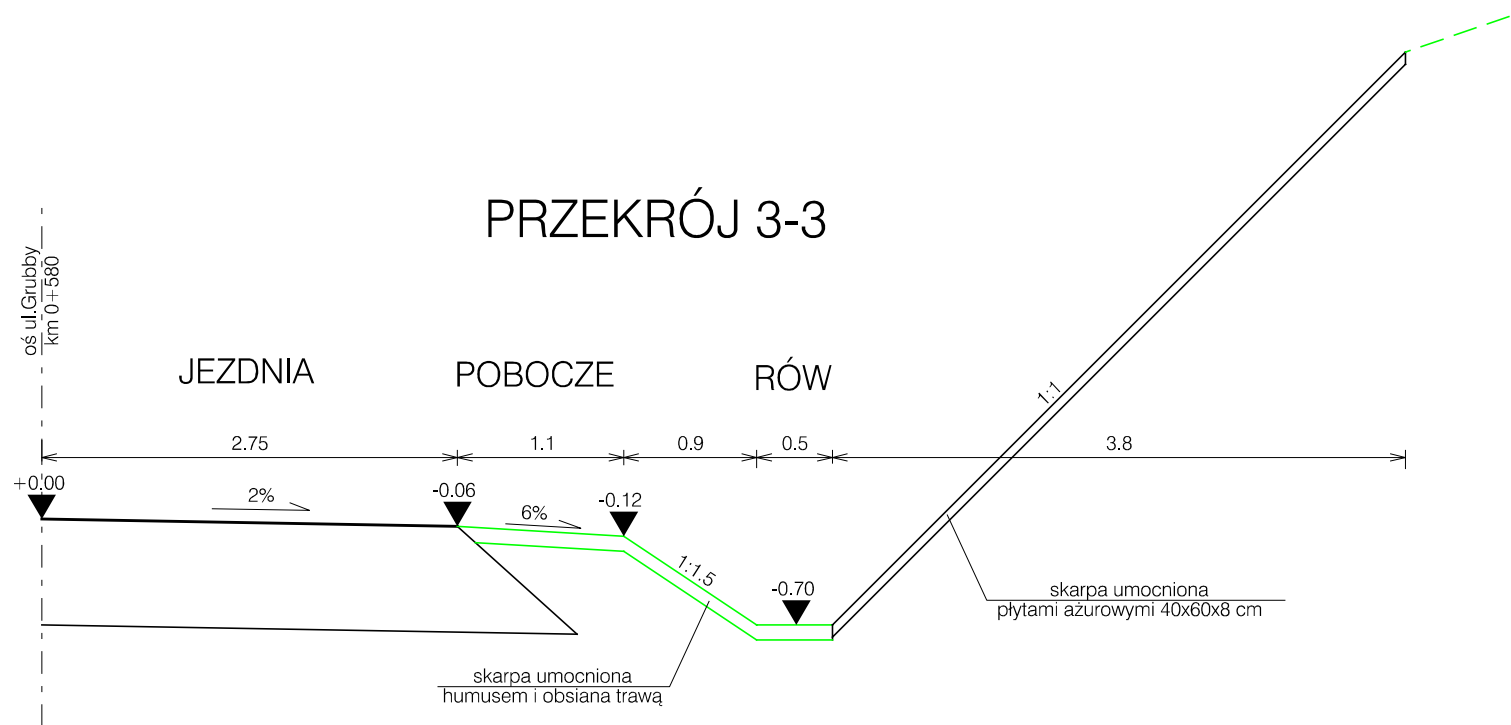 PRZEKRÓJ 3-3
oś ul.Grubby
km 0+580
JEZDNIA
POBOCZE
RÓW
2.75
1.1
0.9
0.5
3.8
1:1
+0.00
2%
-0.06
6%
-0.12
1:1.5
-0.70
skarpa umocniona
płytami ażurowymi 40x60x8 cm
skarpa umocniona
humusem i obsiana trawą